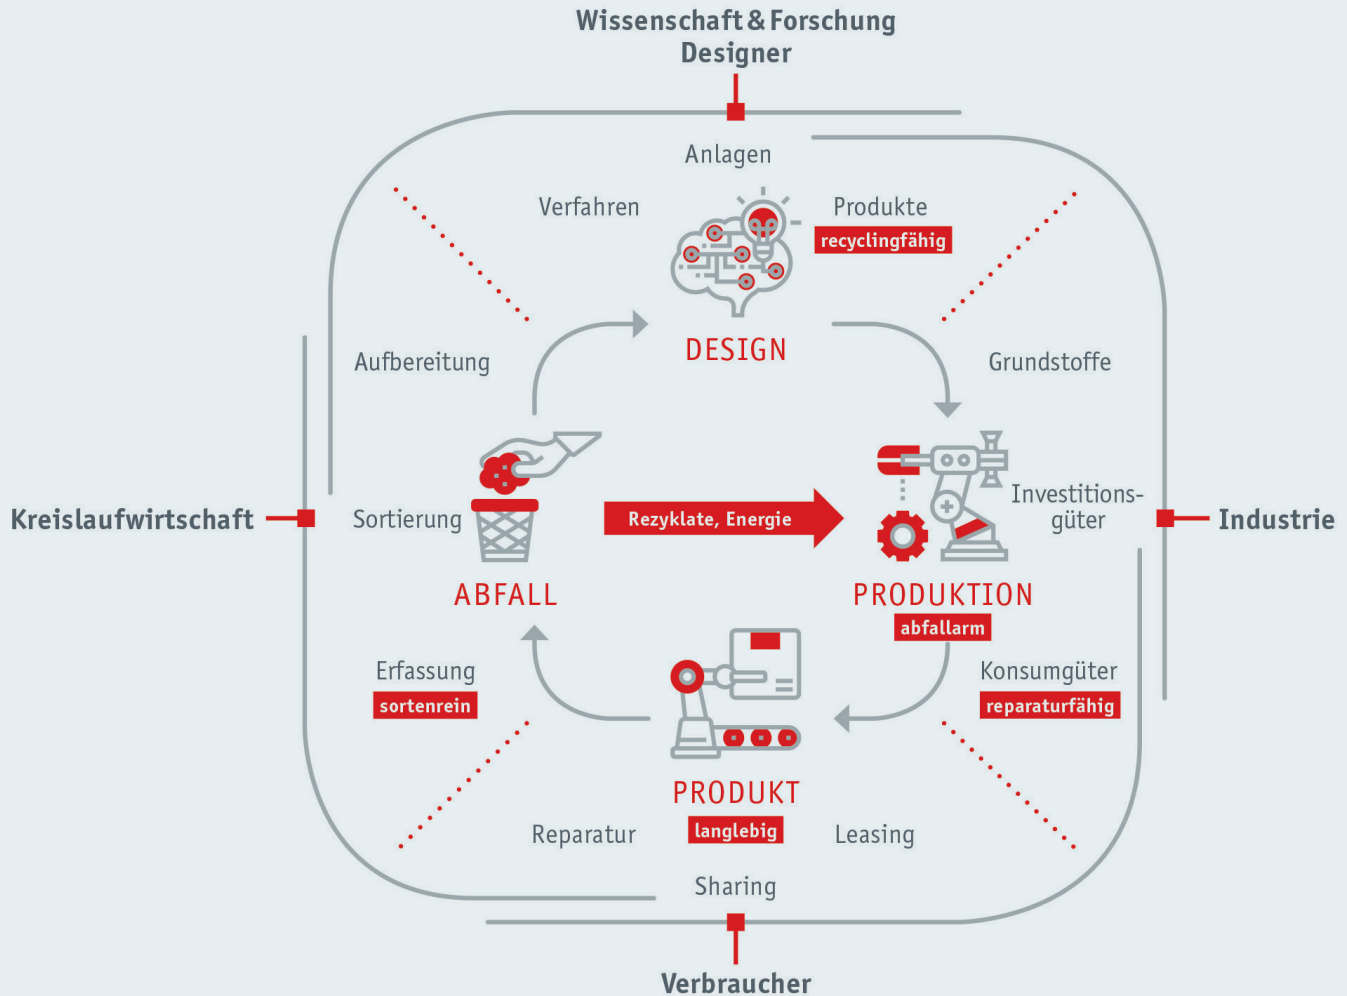 Wissenschaft & Forschung
Designer
Anlagen
Verfahren
Produkte
recyclingfähig
DESIGN
Aufbereitung
Grundstoffe
Kreislaufwirtschaft
Sortierung
Rezyklate, Energie
Investitions-
güter
Industrie
ABFALL
PRODUKTION
abfallarm
Erfassung
sortenrein
Konsumgüter
reparaturfähig
PRODUKT
langlebig
Reparatur
Leasing
Sharing
Verbraucher